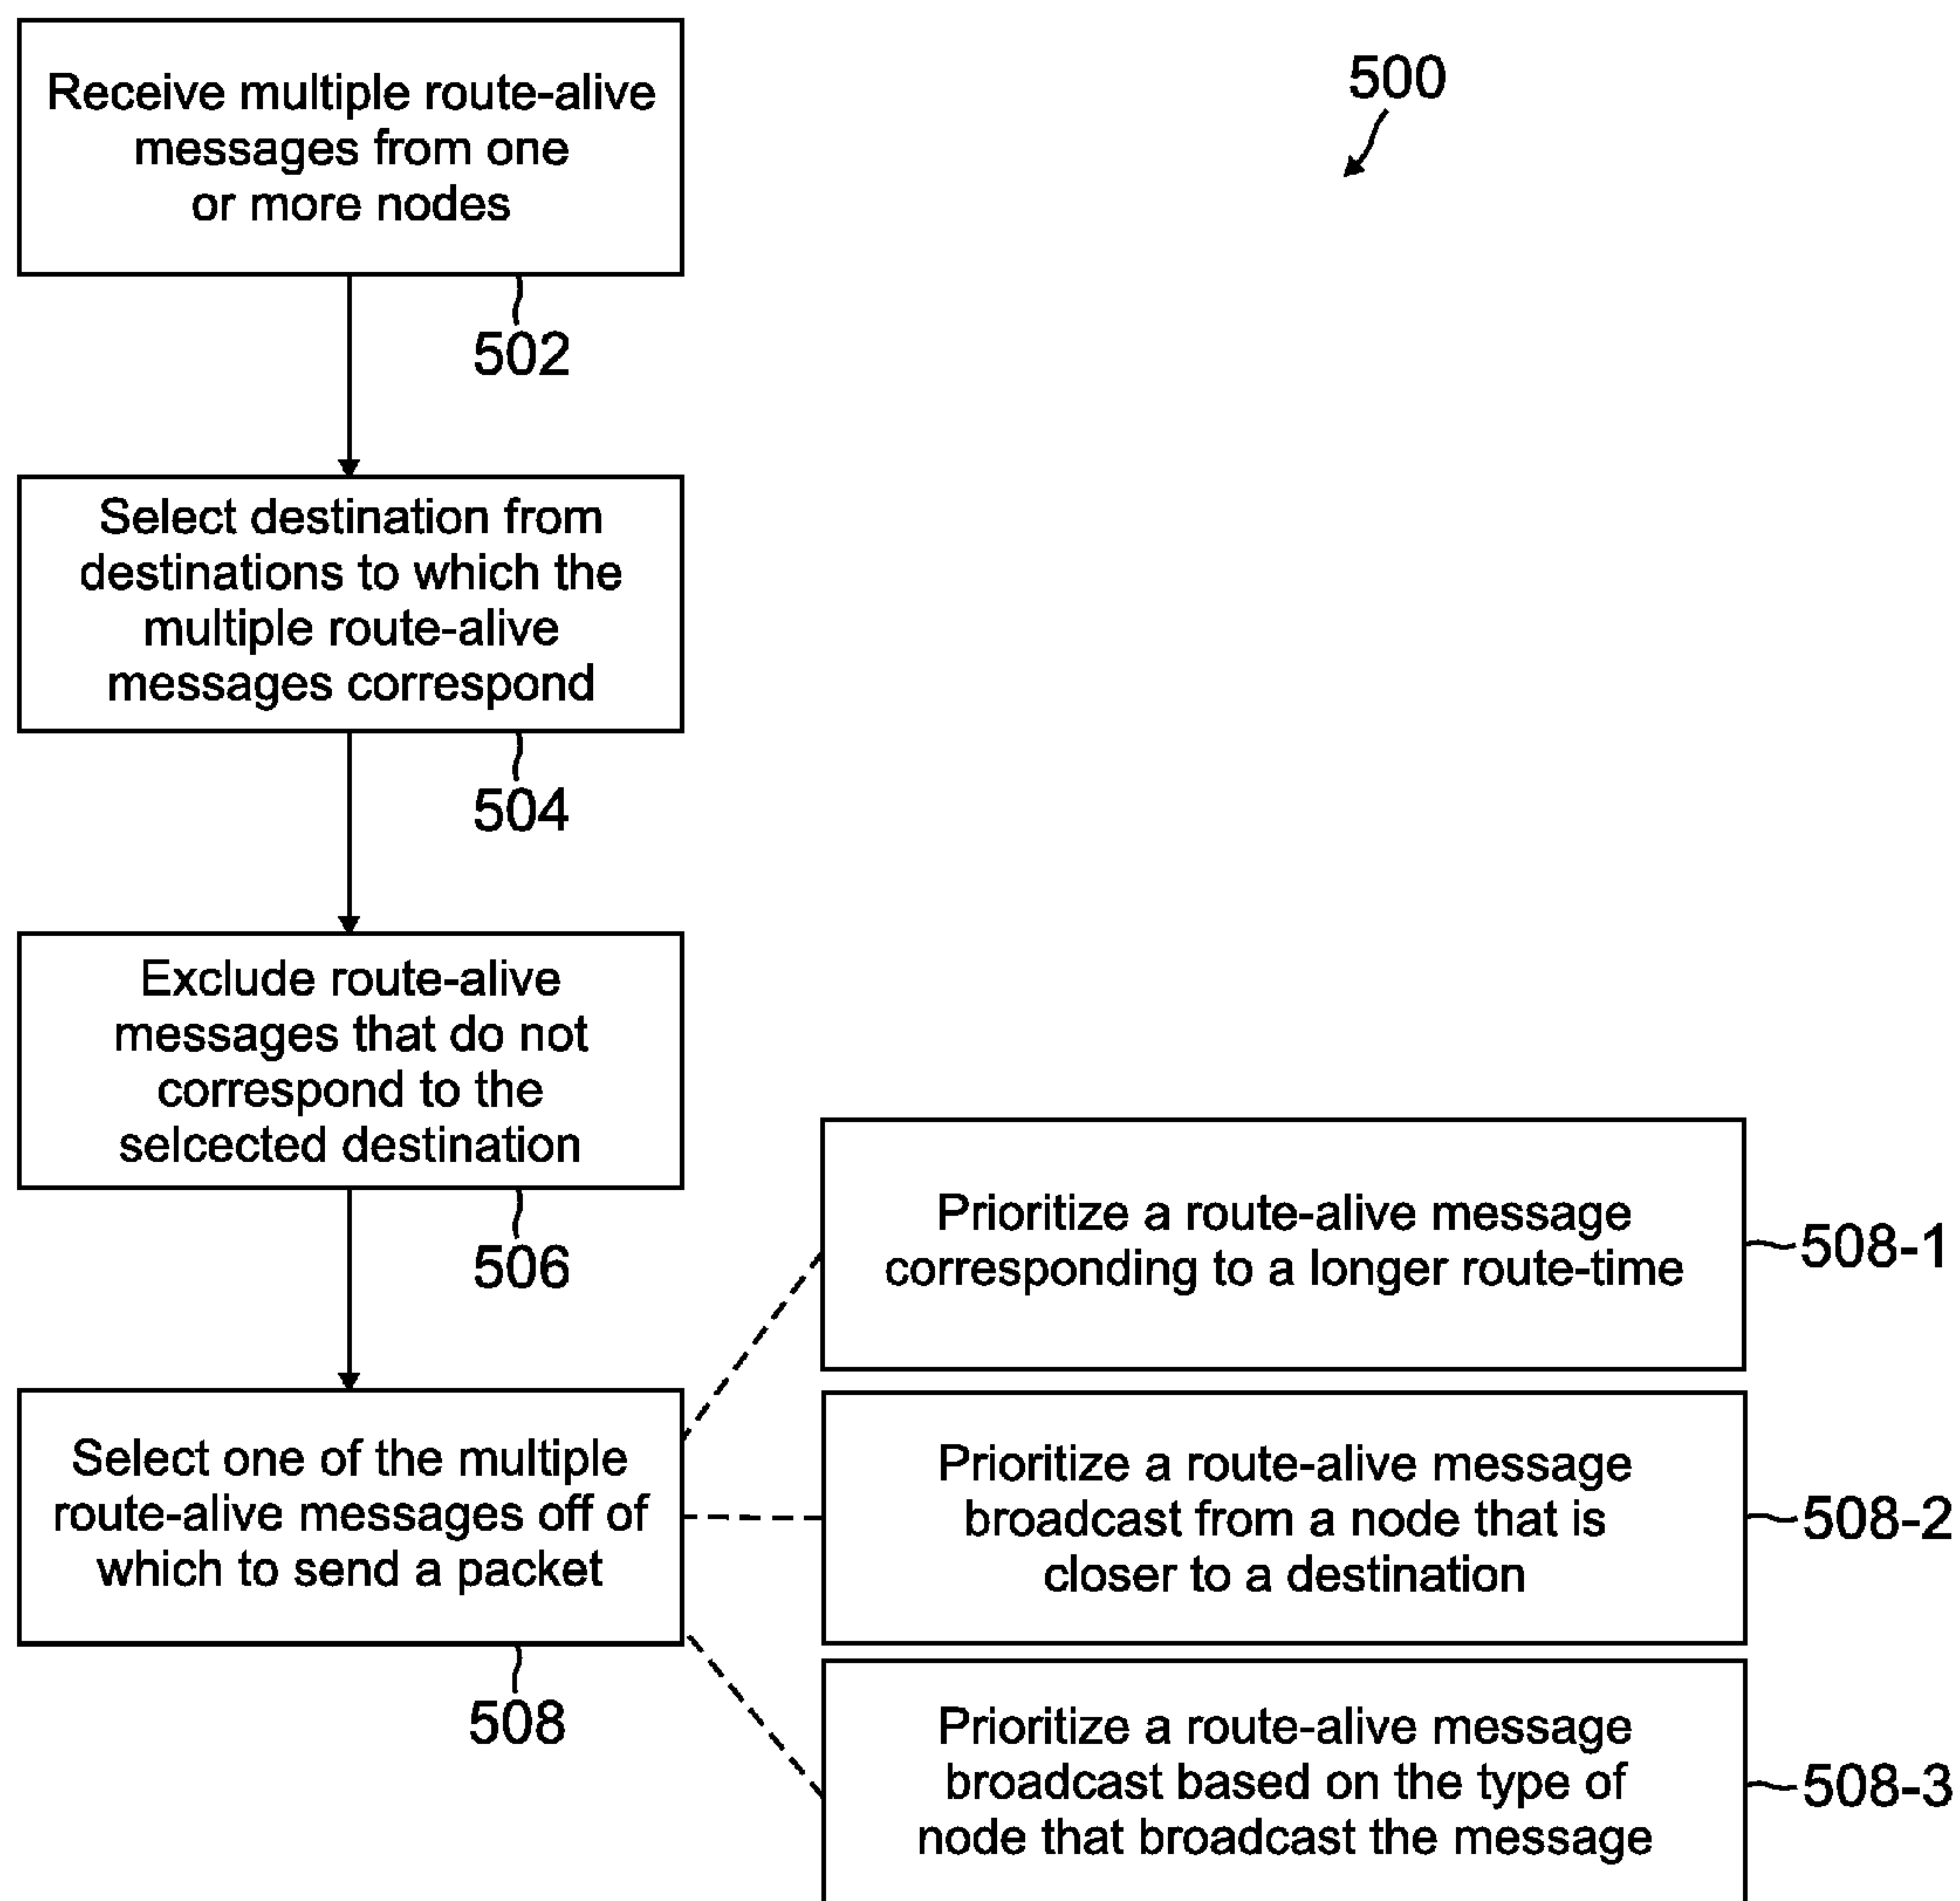 Receive multiple route-alive
messages from one
or more nodes
500
502
Select destination from
destinations to which the
multiple route-alive
messages correspond
504
Exclude route-alive
messages that do not
correspond to the
selcected destination
506
Select one of the multiple
route-alive messages off of
which to send a packet
508
Prioritize a route-alive message
corresponding to a longer route-time
508-1
Prioritize a route-alive message
broadcast from a node that is
closer to a destination
508-2
Prioritize a route-alive message
broadcast based on the type of
node that broadcast the message
508-3